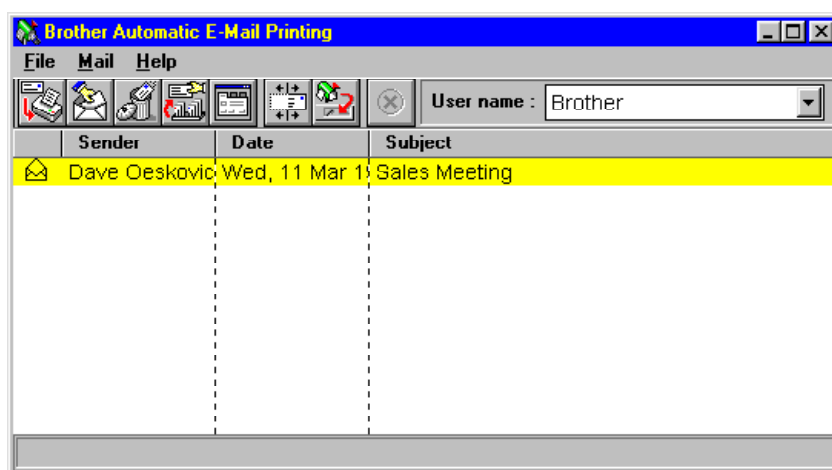 Brother Automatic E-Mail Printing
File Mail Help
User name : Brother
Sender Date Subject
Dave Oeskovic Wed, 11 Mar 1 Sales Meeting